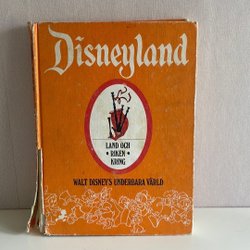 Disneyland
LAND OCH
• RIKEN •
KRING
WALT DISNEY'S UNDERBARA VÄRLD